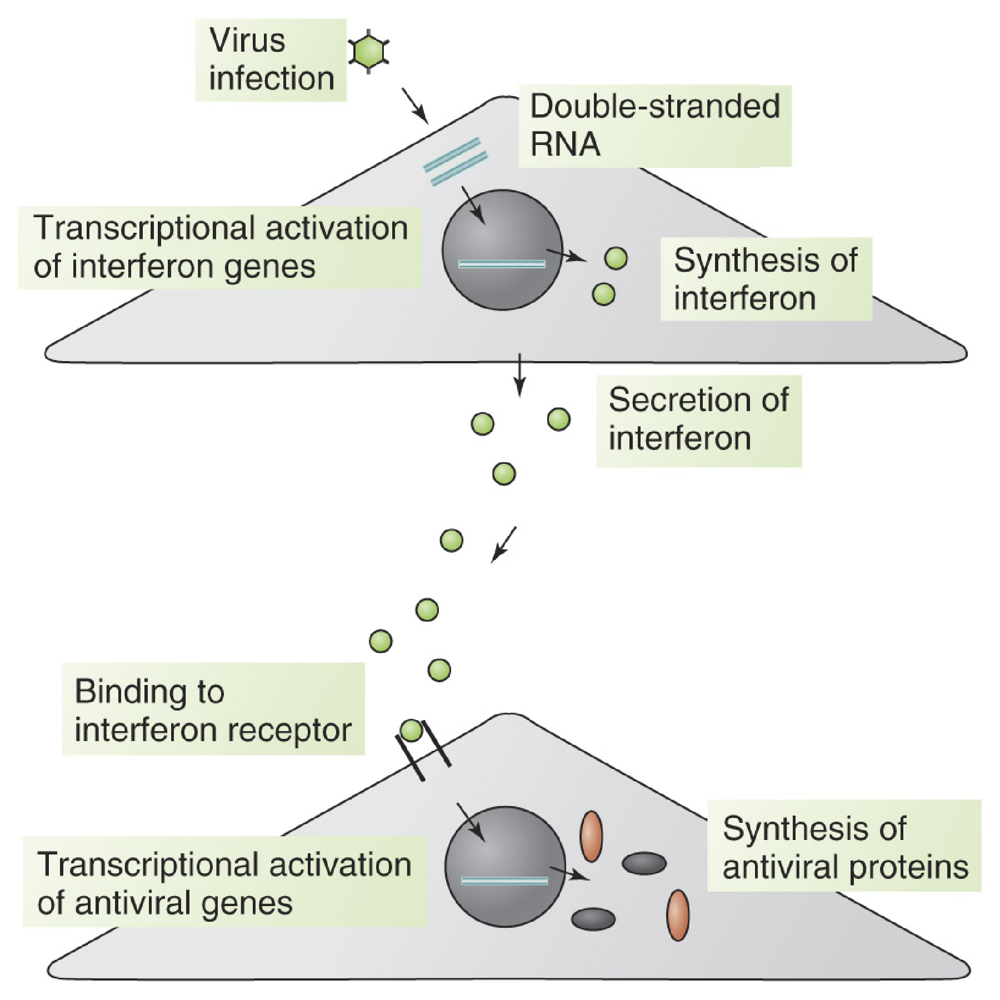 Virus
infection
Double-stranded
RNA
Transcriptional activation
of interferon genes
Synthesis of
interferon
Secretion of
interferon
Binding to
interferon receptor
Synthesis of
antiviral proteins
Transcriptional activation
of antiviral genes